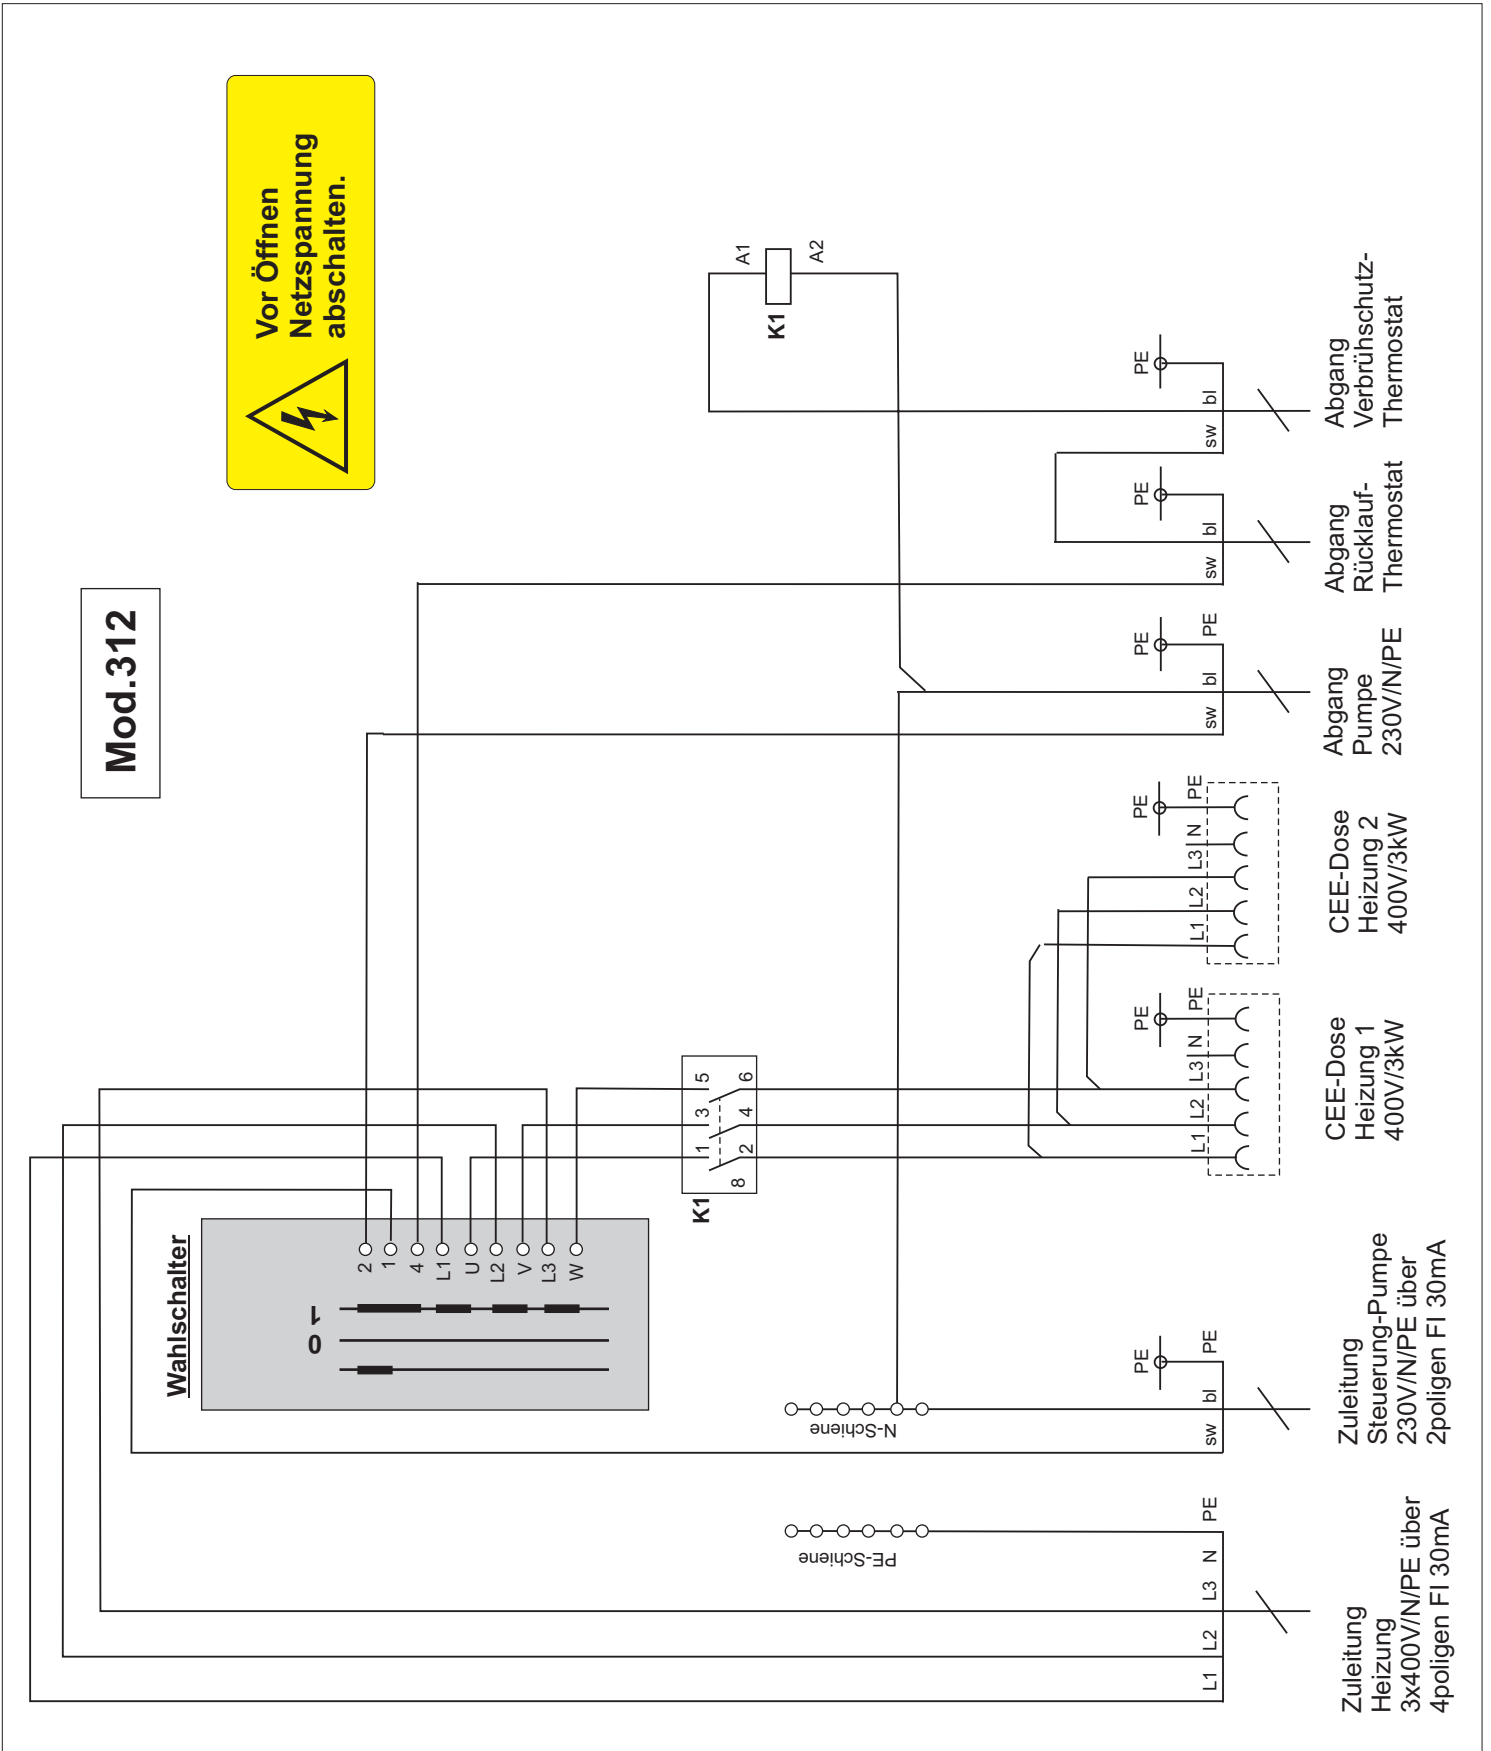 Mod.312
Vor Öffnen
Netzspannung
abschalten.
Wahlschalter
1
0
2
1
4
L1
U
L2
V
L3
W
K1
A1
A2
K1
1
3
5
2
4
6
8
N-Schiene
PE-Schiene
L1
L2
L3
N
PE
sw
bl
PE
PE
L1
L2
L3
N
PE
PE
L1
L2
L3
N
PE
PE
sw
bl
PE
PE
sw
bl
PE
sw
bl
PE
Zuleitung
Heizung
3x400V/N/PE über
4poligen FI 30mA
Zuleitung
Steuerung-Pumpe
230V/N/PE über
2poligen FI 30mA
CEE-Dose
Heizung 1
400V/3kW
CEE-Dose
Heizung 2
400V/3kW
Abgang
Pumpe
230V/N/PE
Abgang
Rücklauf-
Thermostat
Abgang
Verbrühschutz-
Thermostat